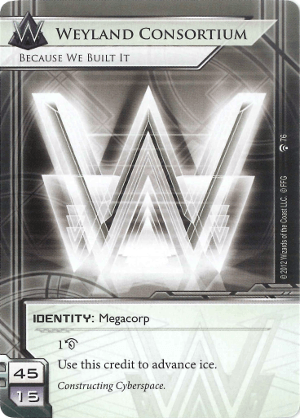 WEYLAND CONSORTIUM
BECAUSE WE BUILT IT
76
© 2012 Wizards of the Coast LLC. © FFG
IDENTITY: Megacorp
1
Use this credit to advance ice.
Constructing Cyberspace.
45
15